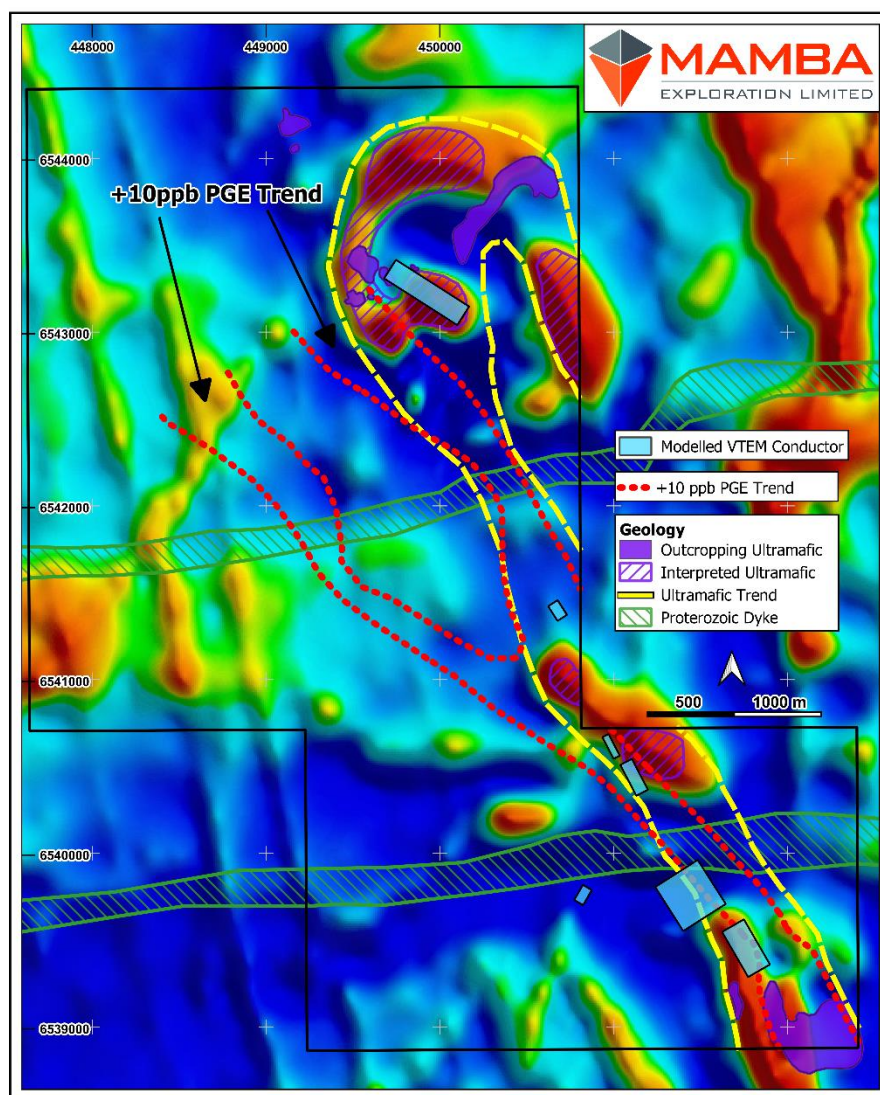 448000
449000
450000
MAMBA
EXPLORATION LIMITED
6544000
+10ppb PGE Trend
6543000
Modelled VTEM Conductor
+10 ppb PGE Trend
6542000
Geology
Outcropping Ultramafic
Interpreted Ultramafic
Ultramafic Trend
Proterozoic Dyke
6541000
500
1000 m
6540000
6539000